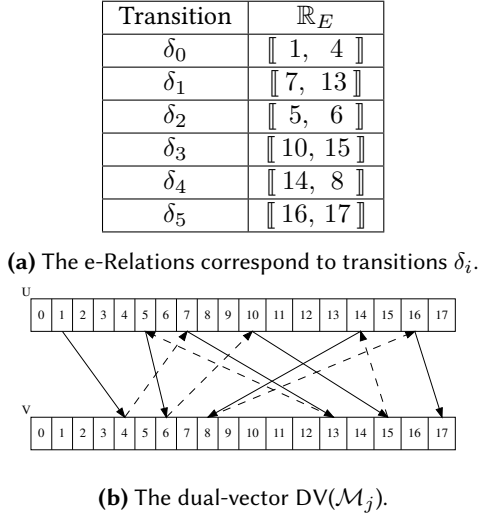 Transition ℝ_E
δ₀ ⟦ 1, 4 ⟧
δ₁ ⟦ 7, 13 ⟧
δ₂ ⟦ 5, 6 ⟧
δ₃ ⟦ 10, 15 ⟧
δ₄ ⟦ 14, 8 ⟧
δ₅ ⟦ 16, 17 ⟧
(a) The e-Relations correspond to transitions δᵢ.
U
0 1 2 3 4 5 6 7 8 9 10 11 12 13 14 15 16 17
V
0 1 2 3 4 5 6 7 8 9 10 11 12 13 14 15 16 17
(b) The dual-vector DV(ℳⱼ).